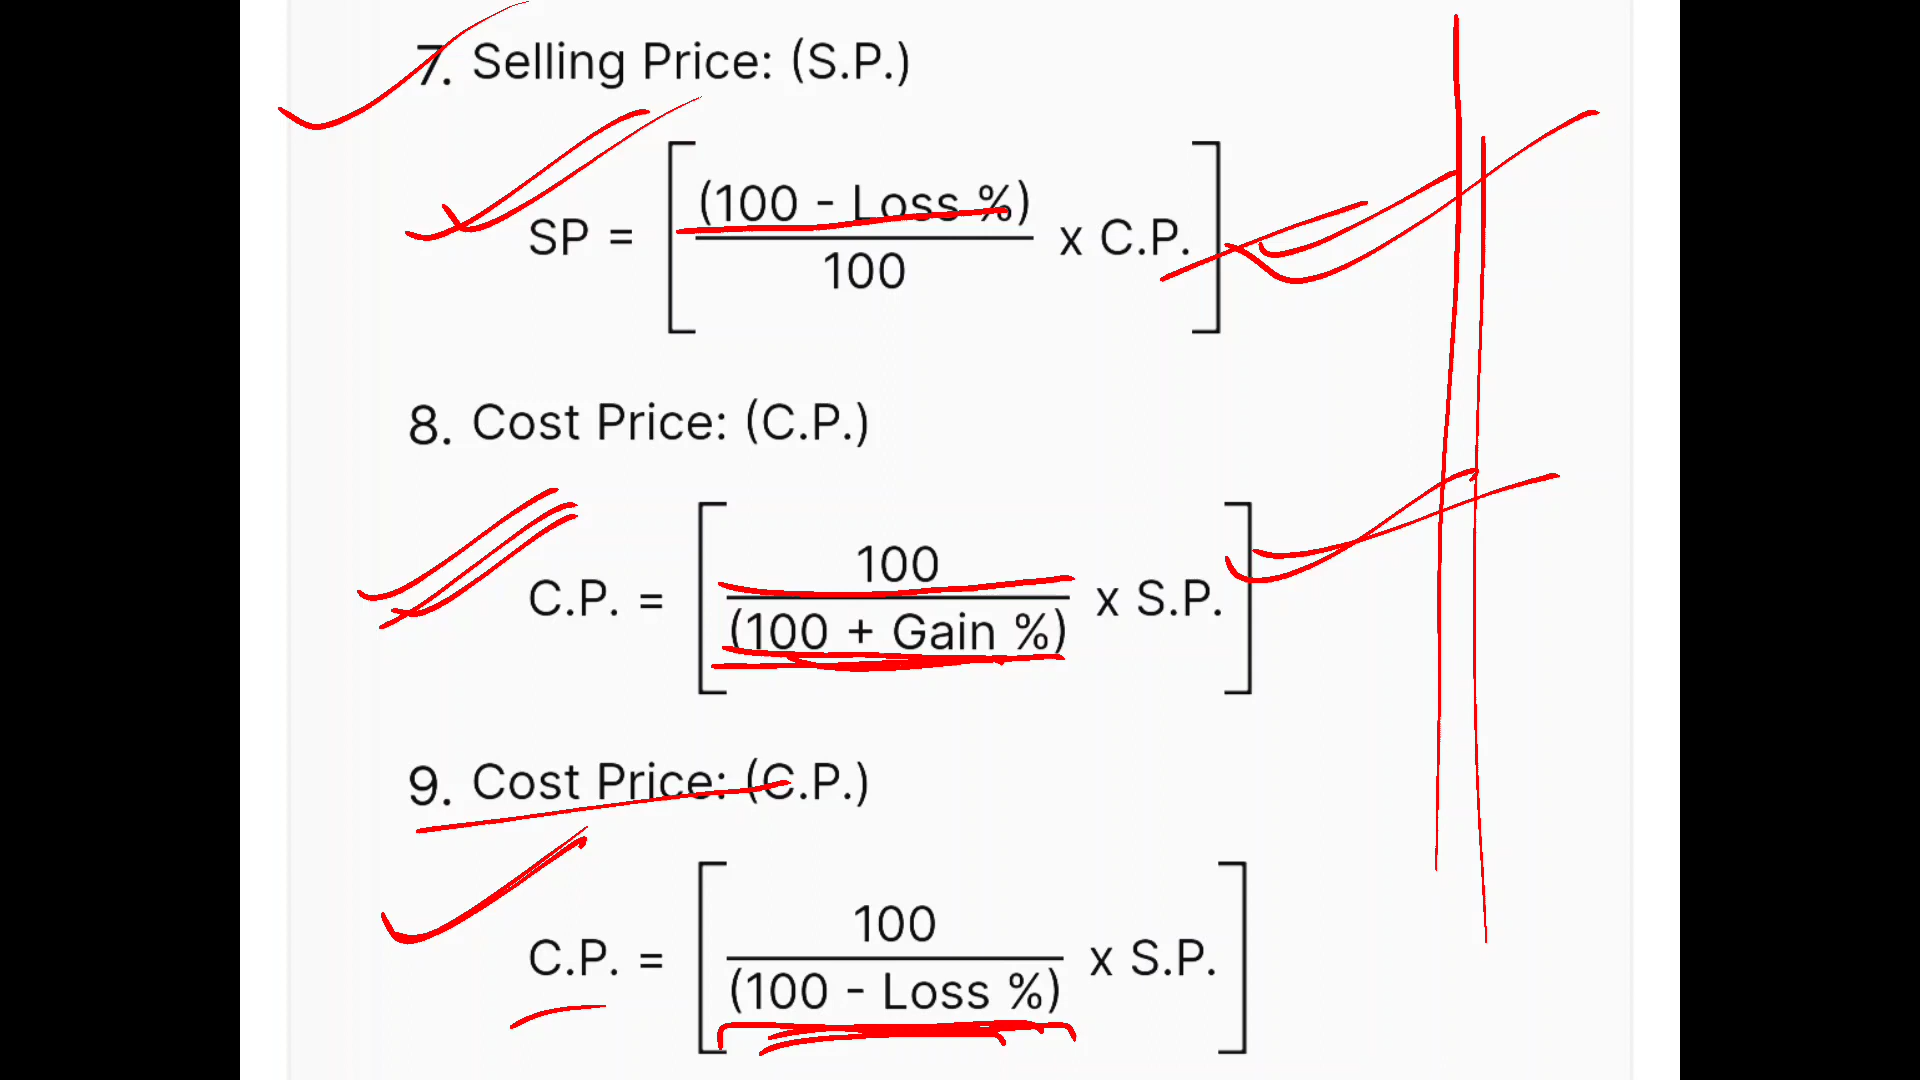 7. Selling Price: (S.P.)
SP = [ (100 - Loss %) / 100 x C.P. ]
8. Cost Price: (C.P.)
C.P. = [ 100 / (100 + Gain %) x S.P. ]
9. Cost Price: (C.P.)
C.P. = [ 100 / (100 - Loss %) x S.P. ]